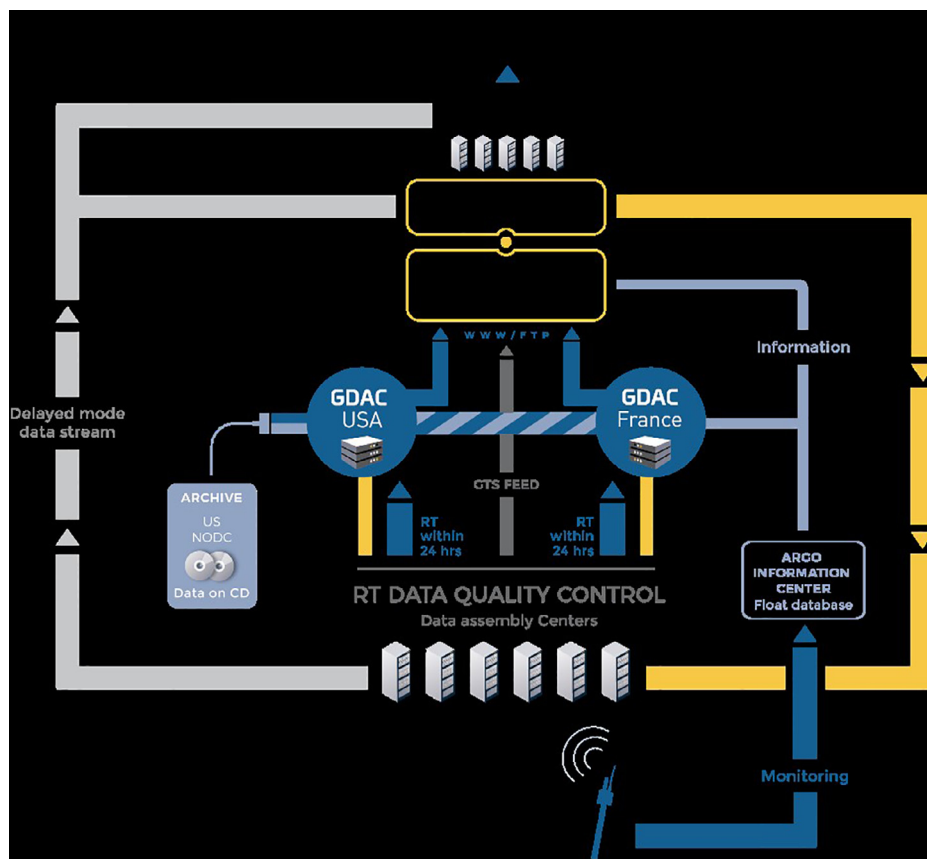 WWW/FTP
Information
GDAC
USA
GDAC
France
Delayed mode
data stream
GTS FEED
ARCHIVE
US
NODC
Data on CD
RT
within
24 hrs
RT
within
24 hrs
ARGO
INFORMATION
CENTER
Float database
RT DATA QUALITY CONTROL
Data assembly Centers
Monitoring